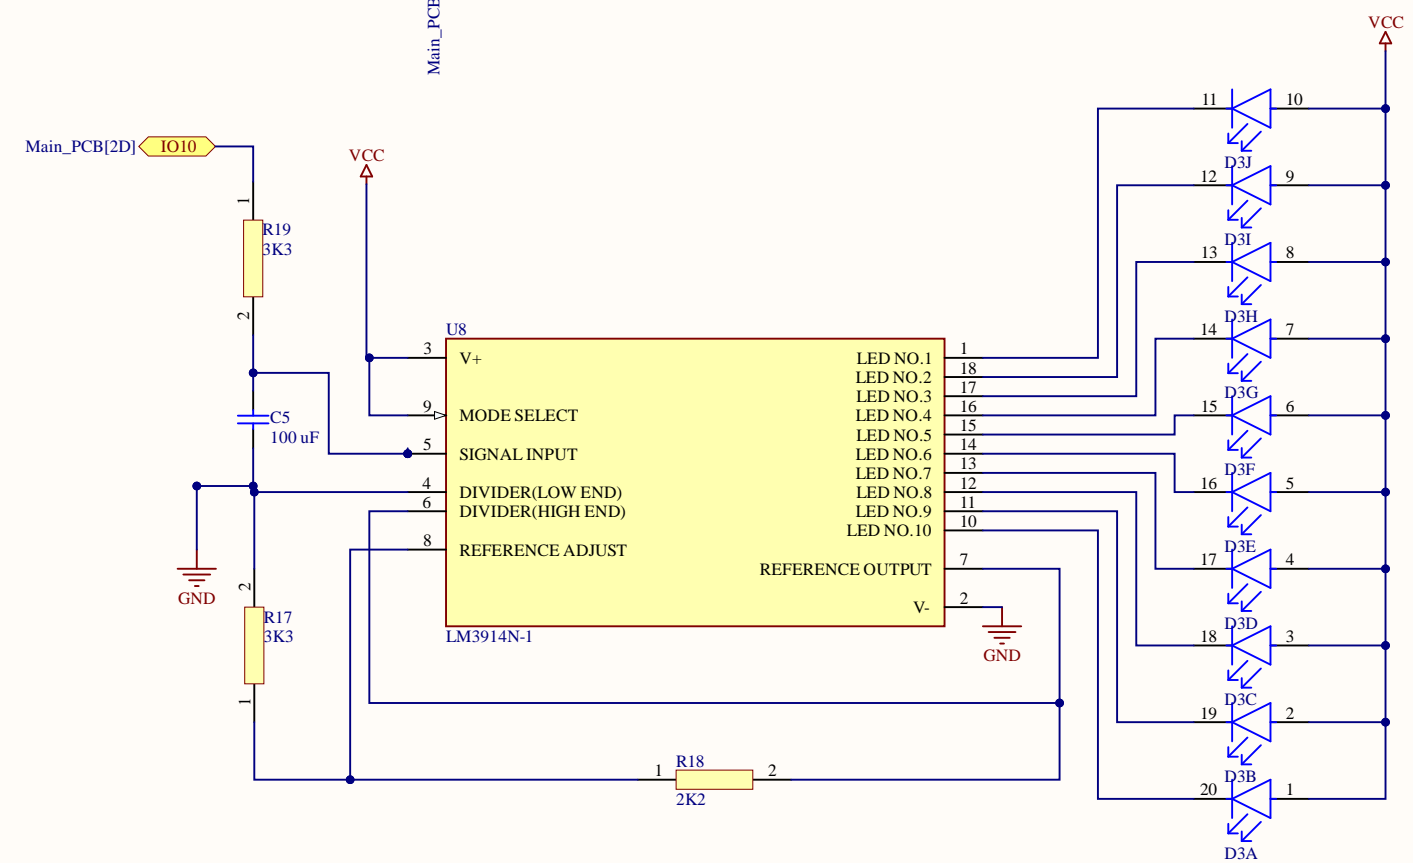 Main_PCB
VCC
11
10
D3J
Main_PCB[2D]
IO10
VCC
12
9
D3I
1
R19
3K3
2
13
8
D3H
14
7
D3G
U8
3
V+
9
MODE SELECT
5
SIGNAL INPUT
4
DIVIDER(LOW END)
6
DIVIDER(HIGH END)
8
REFERENCE ADJUST
LED NO.1
1
LED NO.2
18
LED NO.3
17
LED NO.4
16
LED NO.5
15
LED NO.6
14
LED NO.7
13
LED NO.8
12
LED NO.9
11
LED NO.10
10
REFERENCE OUTPUT
7
V-
2
LM3914N-1
GND
C5
100 uF
GND
2
R17
3K3
1
15
6
D3F
16
5
D3E
17
4
D3D
18
3
D3C
19
2
D3B
20
1
D3A
R18
1
2
2K2